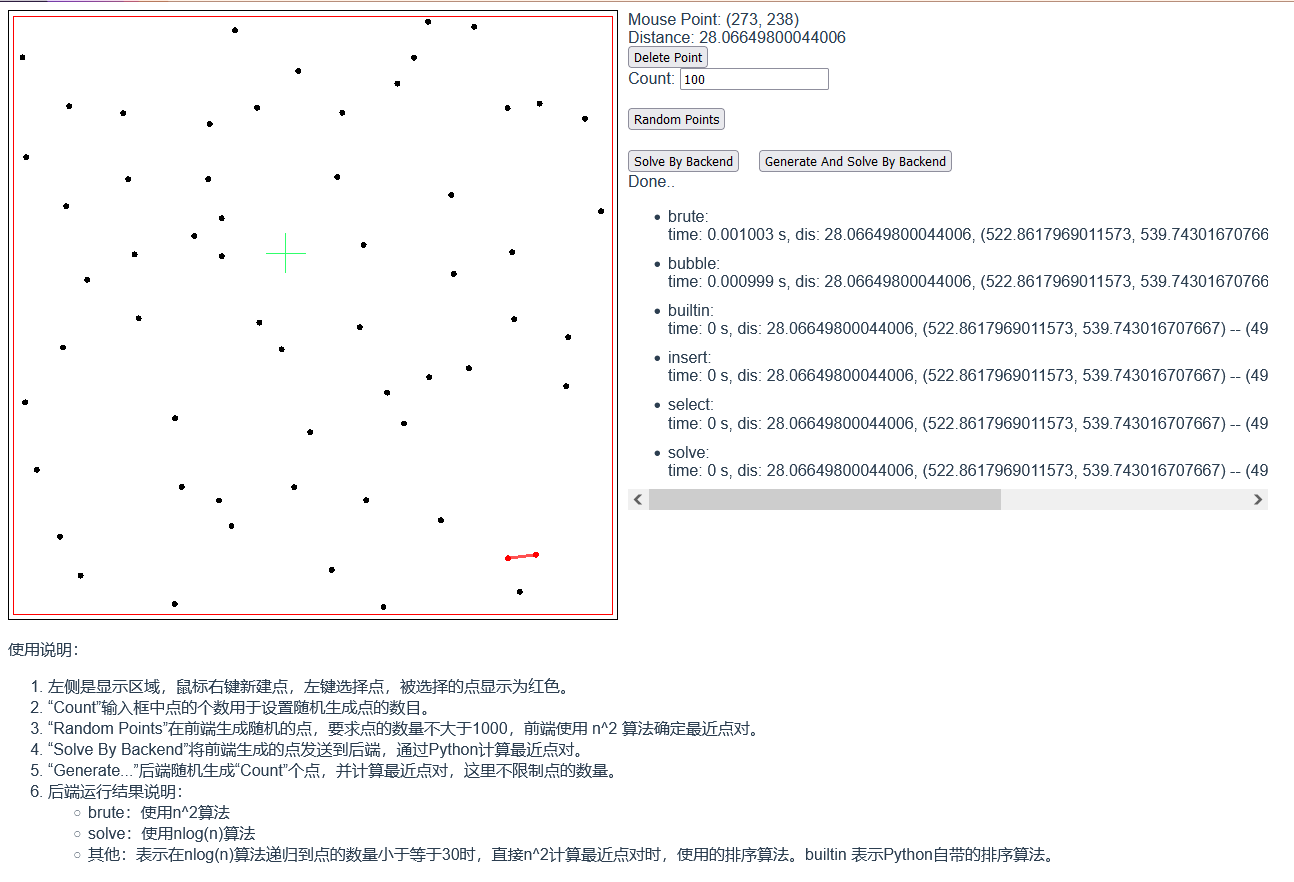 Mouse Point: (273, 238)
Distance: 28.06649800044006
Delete Point
Count: 100
Random Points
Solve By Backend Generate And Solve By Backend
Done..
brute:
time: 0.001003 s, dis: 28.06649800044006, (522.8617969011573, 539.74301670766
bubble:
time: 0.000999 s, dis: 28.06649800044006, (522.8617969011573, 539.74301670766
builtin:
time: 0 s, dis: 28.06649800044006, (522.8617969011573, 539.743016707667) -- (49
insert:
time: 0 s, dis: 28.06649800044006, (522.8617969011573, 539.743016707667) -- (49
select:
time: 0 s, dis: 28.06649800044006, (522.8617969011573, 539.743016707667) -- (49
solve:
time: 0 s, dis: 28.06649800044006, (522.8617969011573, 539.743016707667) -- (49
使用说明：
1. 左侧是显示区域，鼠标右键新建点，左键选择点，被选择的点显示为红色。
2. “Count”输入框中点的个数用于设置随机生成点的数目。
3. “Random Points”在前端生成随机的点，要求点的数量不大于1000，前端使用 n^2 算法确定最近点对。
4. “Solve By Backend”将前端生成的点发送到后端，通过Python计算最近点对。
5. “Generate...”后端随机生成“Count”个点，并计算最近点对，这里不限制点的数量。
6. 后端运行结果说明：
brute：使用n^2算法
solve：使用nlog(n)算法
其他：表示在nlog(n)算法递归到点的数量小于等于30时，直接n^2计算最近点对时，使用的排序算法。builtin 表示Python自带的排序算法。